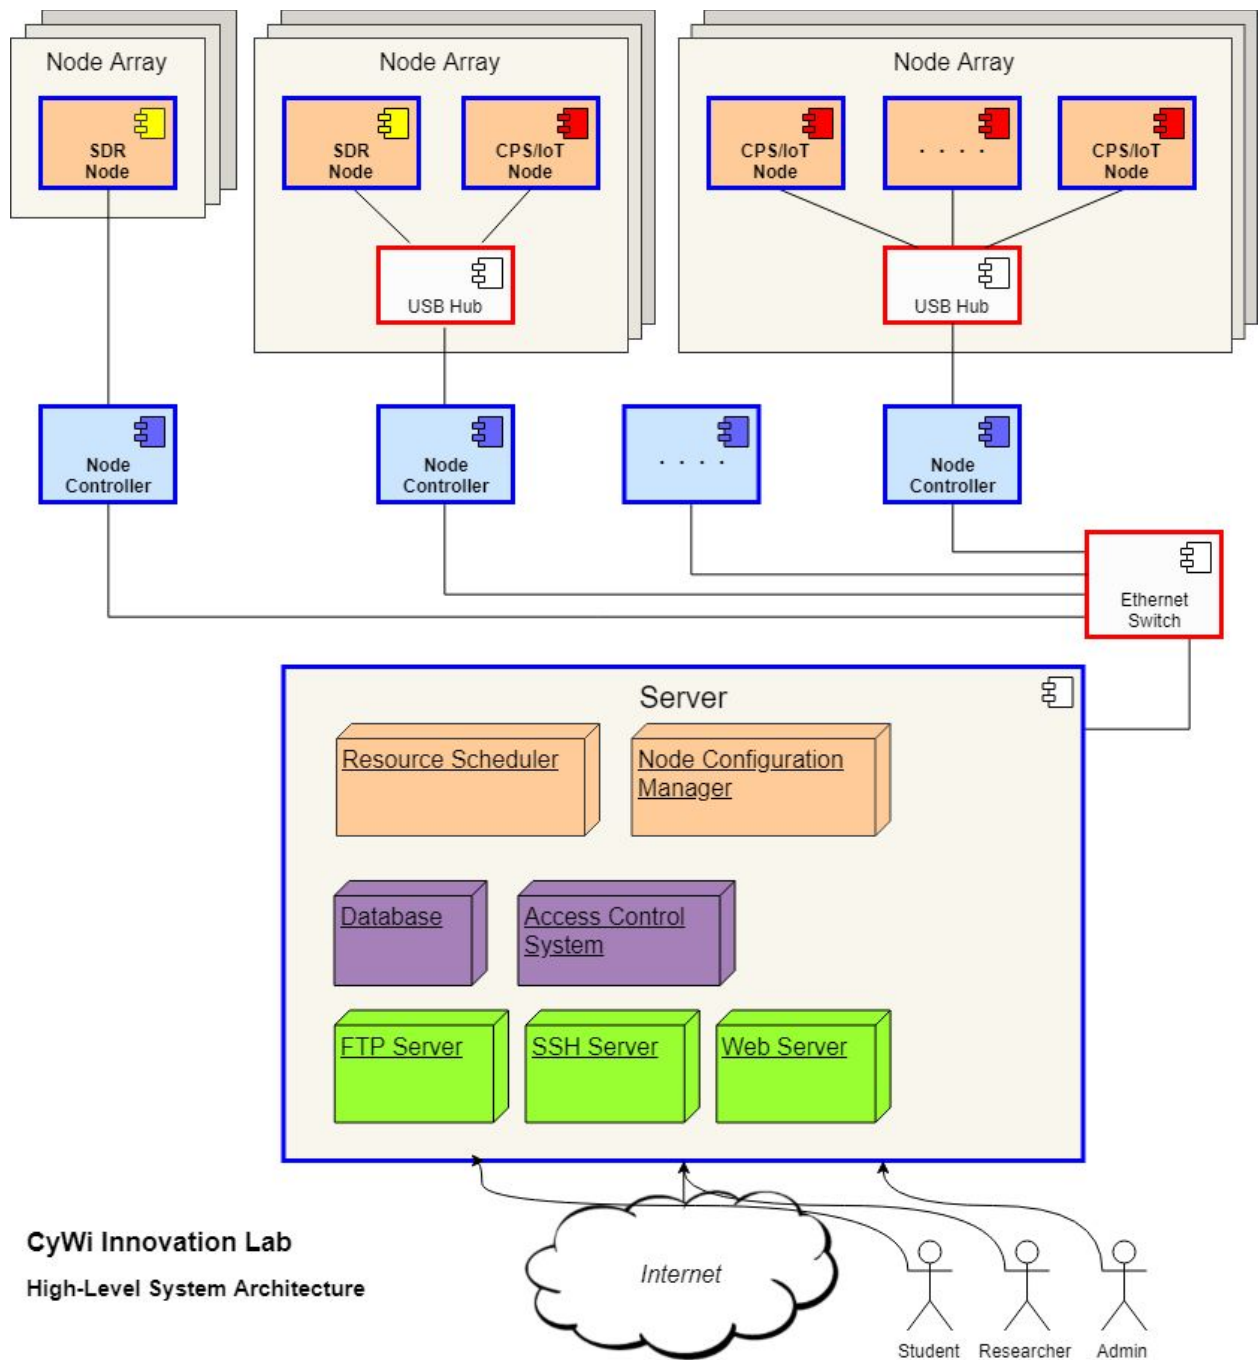 Node Array
Node Array
Node Array
SDR
Node
SDR
Node
CPS/IoT
Node
CPS/IoT
Node
. . . .
CPS/IoT
Node
USB Hub
USB Hub
Node
Controller
Node
Controller
. . . .
Node
Controller
Ethernet
Switch
Server
Resource Scheduler
Node Configuration
Manager
Database
Access Control
System
FTP Server
SSH Server
Web Server
CyWi Innovation Lab
High-Level System Architecture
Internet
Student
Researcher
Admin